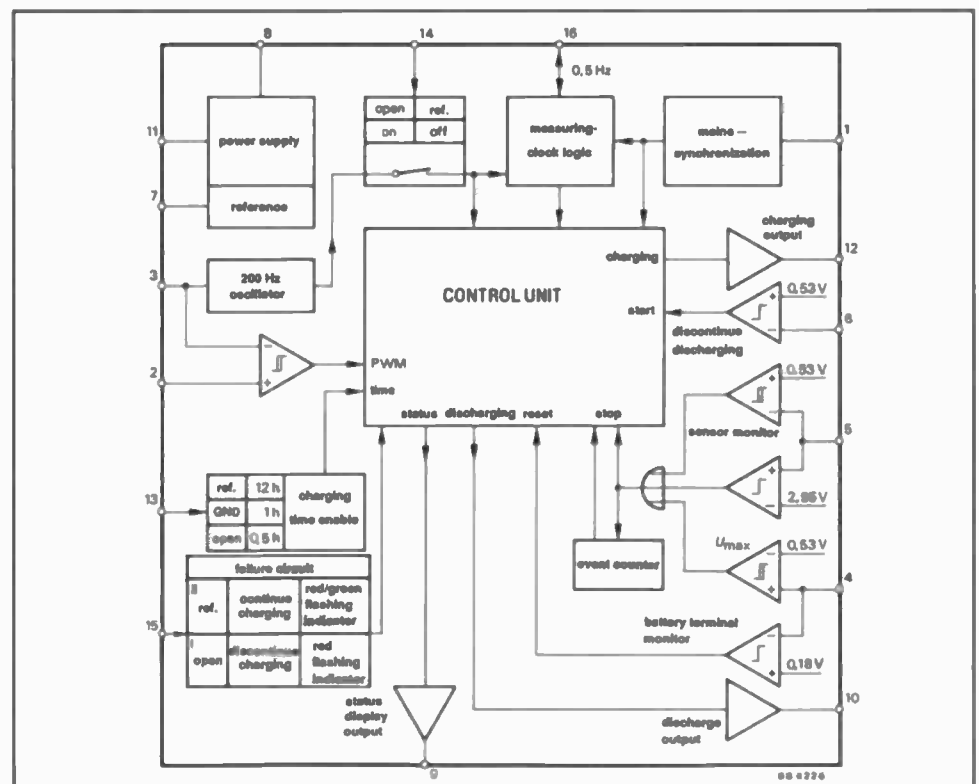 8
14
16
0,5 Hz
11
power supply
open ref.
on off
measuring-
clock logic
mains –
synchronization
1
7
reference
charging
output
3
200 Hz
oscillator
charging
12
CONTROL UNIT
0,53 V
start
6
discontinue
discharging
2
PWM
time
0,53 V
status discharging reset stop
sensor monitor
5
ref. 12 h
GND 1 h
open 0,5 h
charging
time enable
13
2,85 V
Umax
0,53 V
event counter
4
failure circuit
II
ref.
continue
charging
red/green
flashing
indicator
15
I
open
discontinue
charging
red
flashing
indicator
battery terminal
monitor
0,18 V
10
status
display
output
discharge
output
9